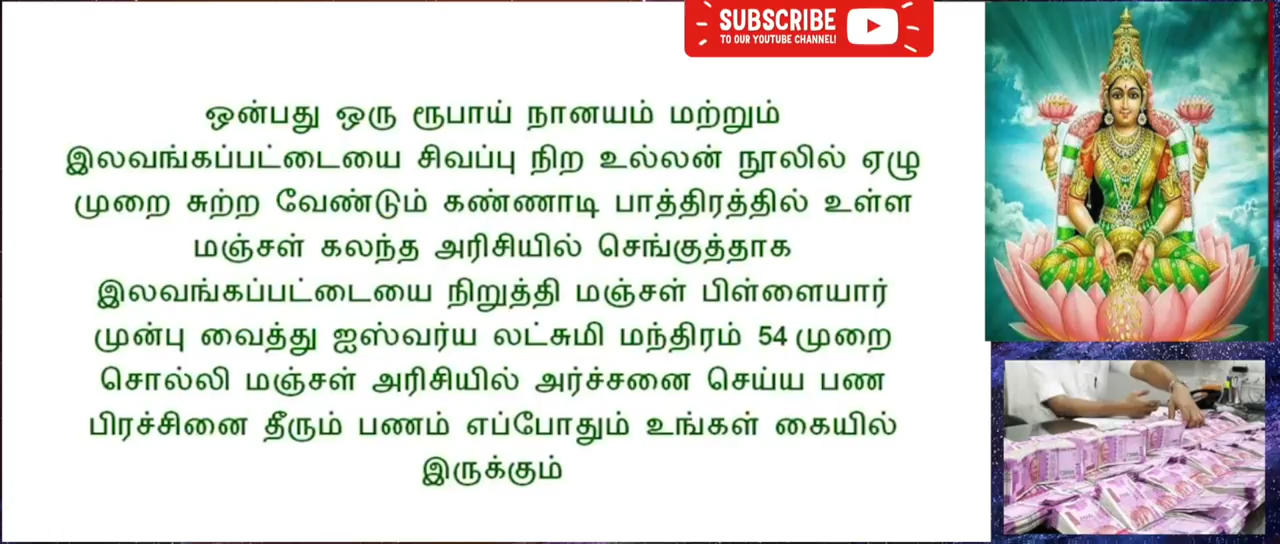 SUBSCRIBE
TO OUR YOUTUBE CHANNEL!
ஒன்பது ஒரு ரூபாய் நானயம் மற்றும்
இலவங்கப்பட்டையை சிவப்பு நிற உல்லன் நூலில் ஏழு
முறை சுற்ற வேண்டும் கண்ணாடி பாத்திரத்தில் உள்ள
மஞ்சள் கலந்த அரிசியில் செங்குத்தாக
இலவங்கப்பட்டையை நிறுத்தி மஞ்சள் பிள்ளையார்
முன்பு வைத்து ஐஸ்வர்ய லட்சுமி மந்திரம் 54 முறை
சொல்லி மஞ்சள் அரிசியில் அர்ச்சனை செய்ய பண
பிரச்சினை தீரும் பணம் எப்போதும் உங்கள் கையில்
இருக்கும்